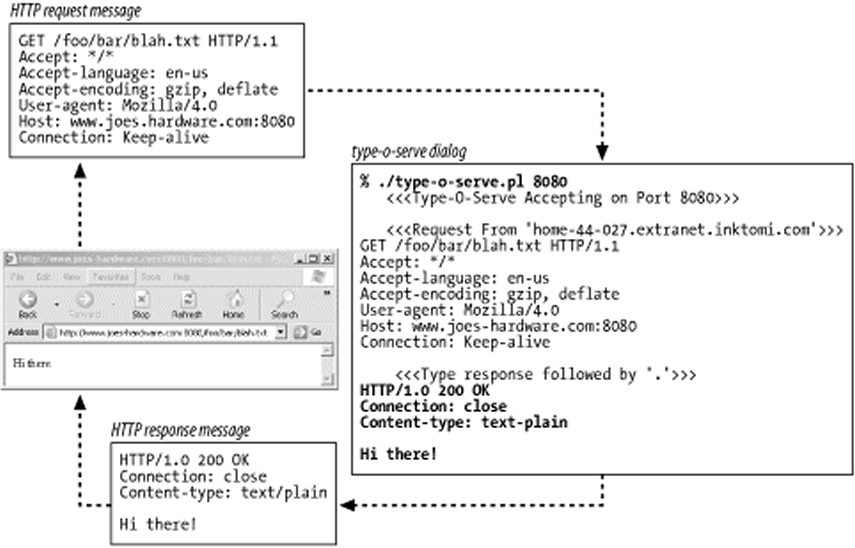 HTTP request message
GET /foo/bar/blah.txt HTTP/1.1
Accept: */*
Accept-language: en-us
Accept-encoding: gzip, deflate
User-agent: Mozilla/4.0
Host: www.joes.hardware.com:8080
Connection: Keep-alive
type-o-serve dialog
% ./type-o-serve.pl 8080
<<<Type-O-Serve Accepting on Port 8080>>>
<<<Request From 'home-44-027.extranet.inktomi.com'>>>
GET /foo/bar/blah.txt HTTP/1.1
Accept: */*
Accept-language: en-us
Accept-encoding: gzip, deflate
User-agent: Mozilla/4.0
Host: www.joes-hardware.com:8080
Connection: Keep-alive
<<<Type response followed by '.'>>>
HTTP/1.0 200 OK
Connection: close
Content-type: text-plain
Hi there!
File Edit View Favorites Tools Help
Back Forward Stop Refresh Home Search
Address http://www.joes-hardware.com:8080/foo/bar/blah.txt Go
Hi there
HTTP response message
HTTP/1.0 200 OK
Connection: close
Content-type: text/plain
Hi there!